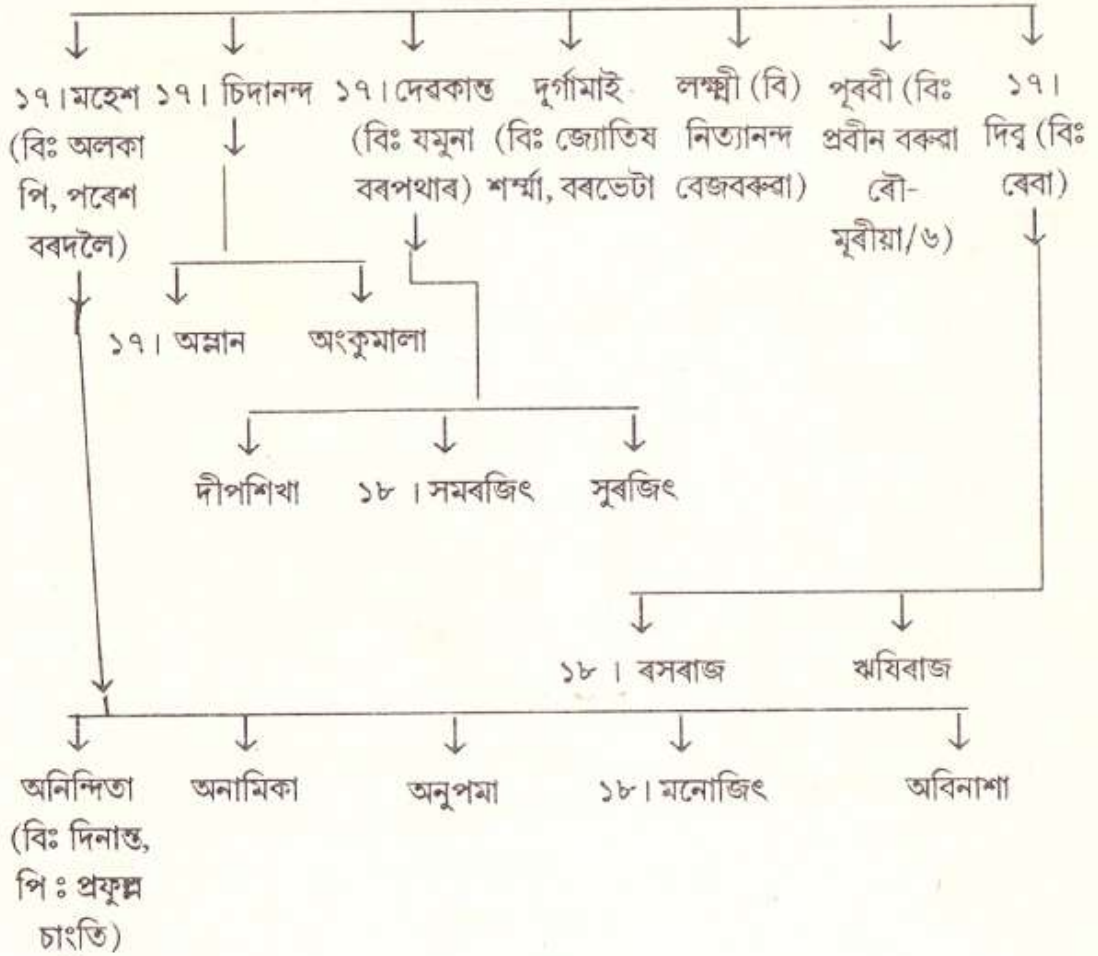 ১৭।মহেশ ১৭। চিদানন্দ ১৭।দেৱকান্ত দূৰ্গামাই লক্ষ্মী (বি) পূৰবী (বিঃ ১৭।
(বিঃ অলকা (বিঃ যমুনা (বিঃ জ্যোতিষ নিত্যানন্দ প্ৰবীন বৰুৱা দিব্ব (বিঃ
পি, পৰেশ বৰপথাৰ) শৰ্ম্মা, বৰভেটা বেজবৰুৱা) ৰৌ- ৰেবা)
বৰদলৈ) মূৰীয়া/৬)
১৭। অম্লান অংকুমালা
দীপশিখা ১৮ । সমৰজিৎ সুৰজিৎ
১৮ । ৰসৰাজ ঋষিৰাজ
অনিন্দিতা অনামিকা অনুপমা ১৮। মনোজিৎ অবিনাশা
(বিঃ দিনান্ত,
পি ঃ প্ৰফুল্ল
চাংতি)